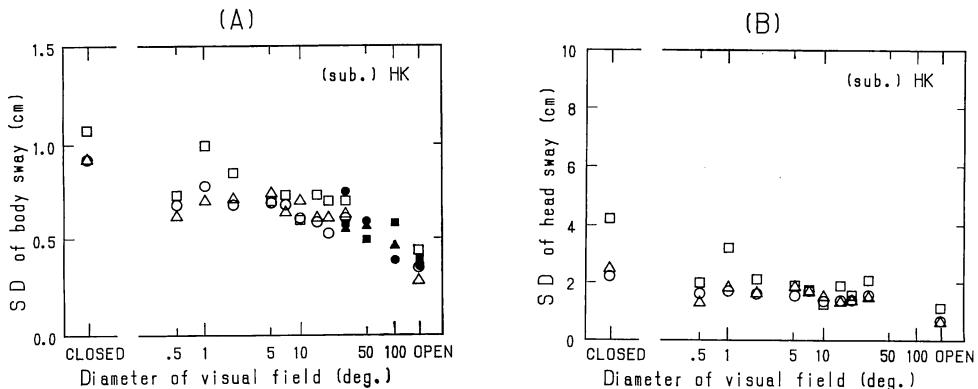 (A)
1.5
1.0
0.5
0.0
SD of body sway (cm)
(sub.) HK
CLOSED .5 1 5 10 50 100 OPEN
Diameter of visual field (deg.)
(B)
10
8
6
4
2
0
SD of head sway (cm)
(sub.) HK
CLOSED .5 1 5 10 50 100 OPEN
Diameter of visual field (deg.)